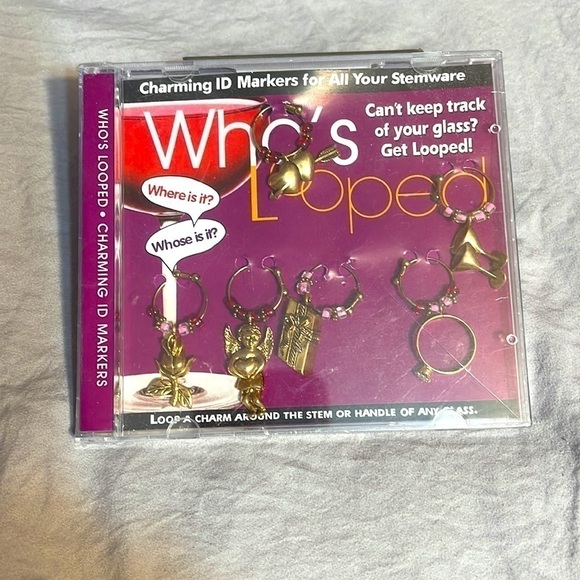 WHO'S LOOPED • CHARMING ID MARKERS
Charming ID Markers for All Your Stemware
Who's
Looped
Can't keep track
of your glass?
Get Looped!
Where is it?
Whose is it?
LOOP A CHARM AROUND THE STEM OR HANDLE OF ANY GLASS.